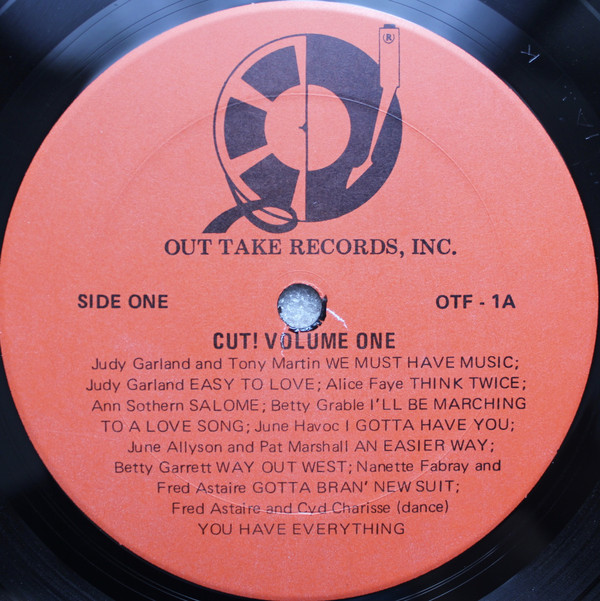 ®
OUT TAKE RECORDS, INC.
SIDE ONE
OTF - 1A
CUT! VOLUME ONE
Judy Garland and Tony Martin WE MUST HAVE MUSIC;
Judy Garland EASY TO LOVE; Alice Faye THINK TWICE;
Ann Sothern SALOME; Betty Grable I'LL BE MARCHING
TO A LOVE SONG; June Havoc I GOTTA HAVE YOU;
June Allyson and Pat Marshall AN EASIER WAY;
Betty Garrett WAY OUT WEST; Nanette Fabray and
Fred Astaire GOTTA BRAN' NEW SUIT;
Fred Astaire and Cyd Charisse (dance)
YOU HAVE EVERYTHING